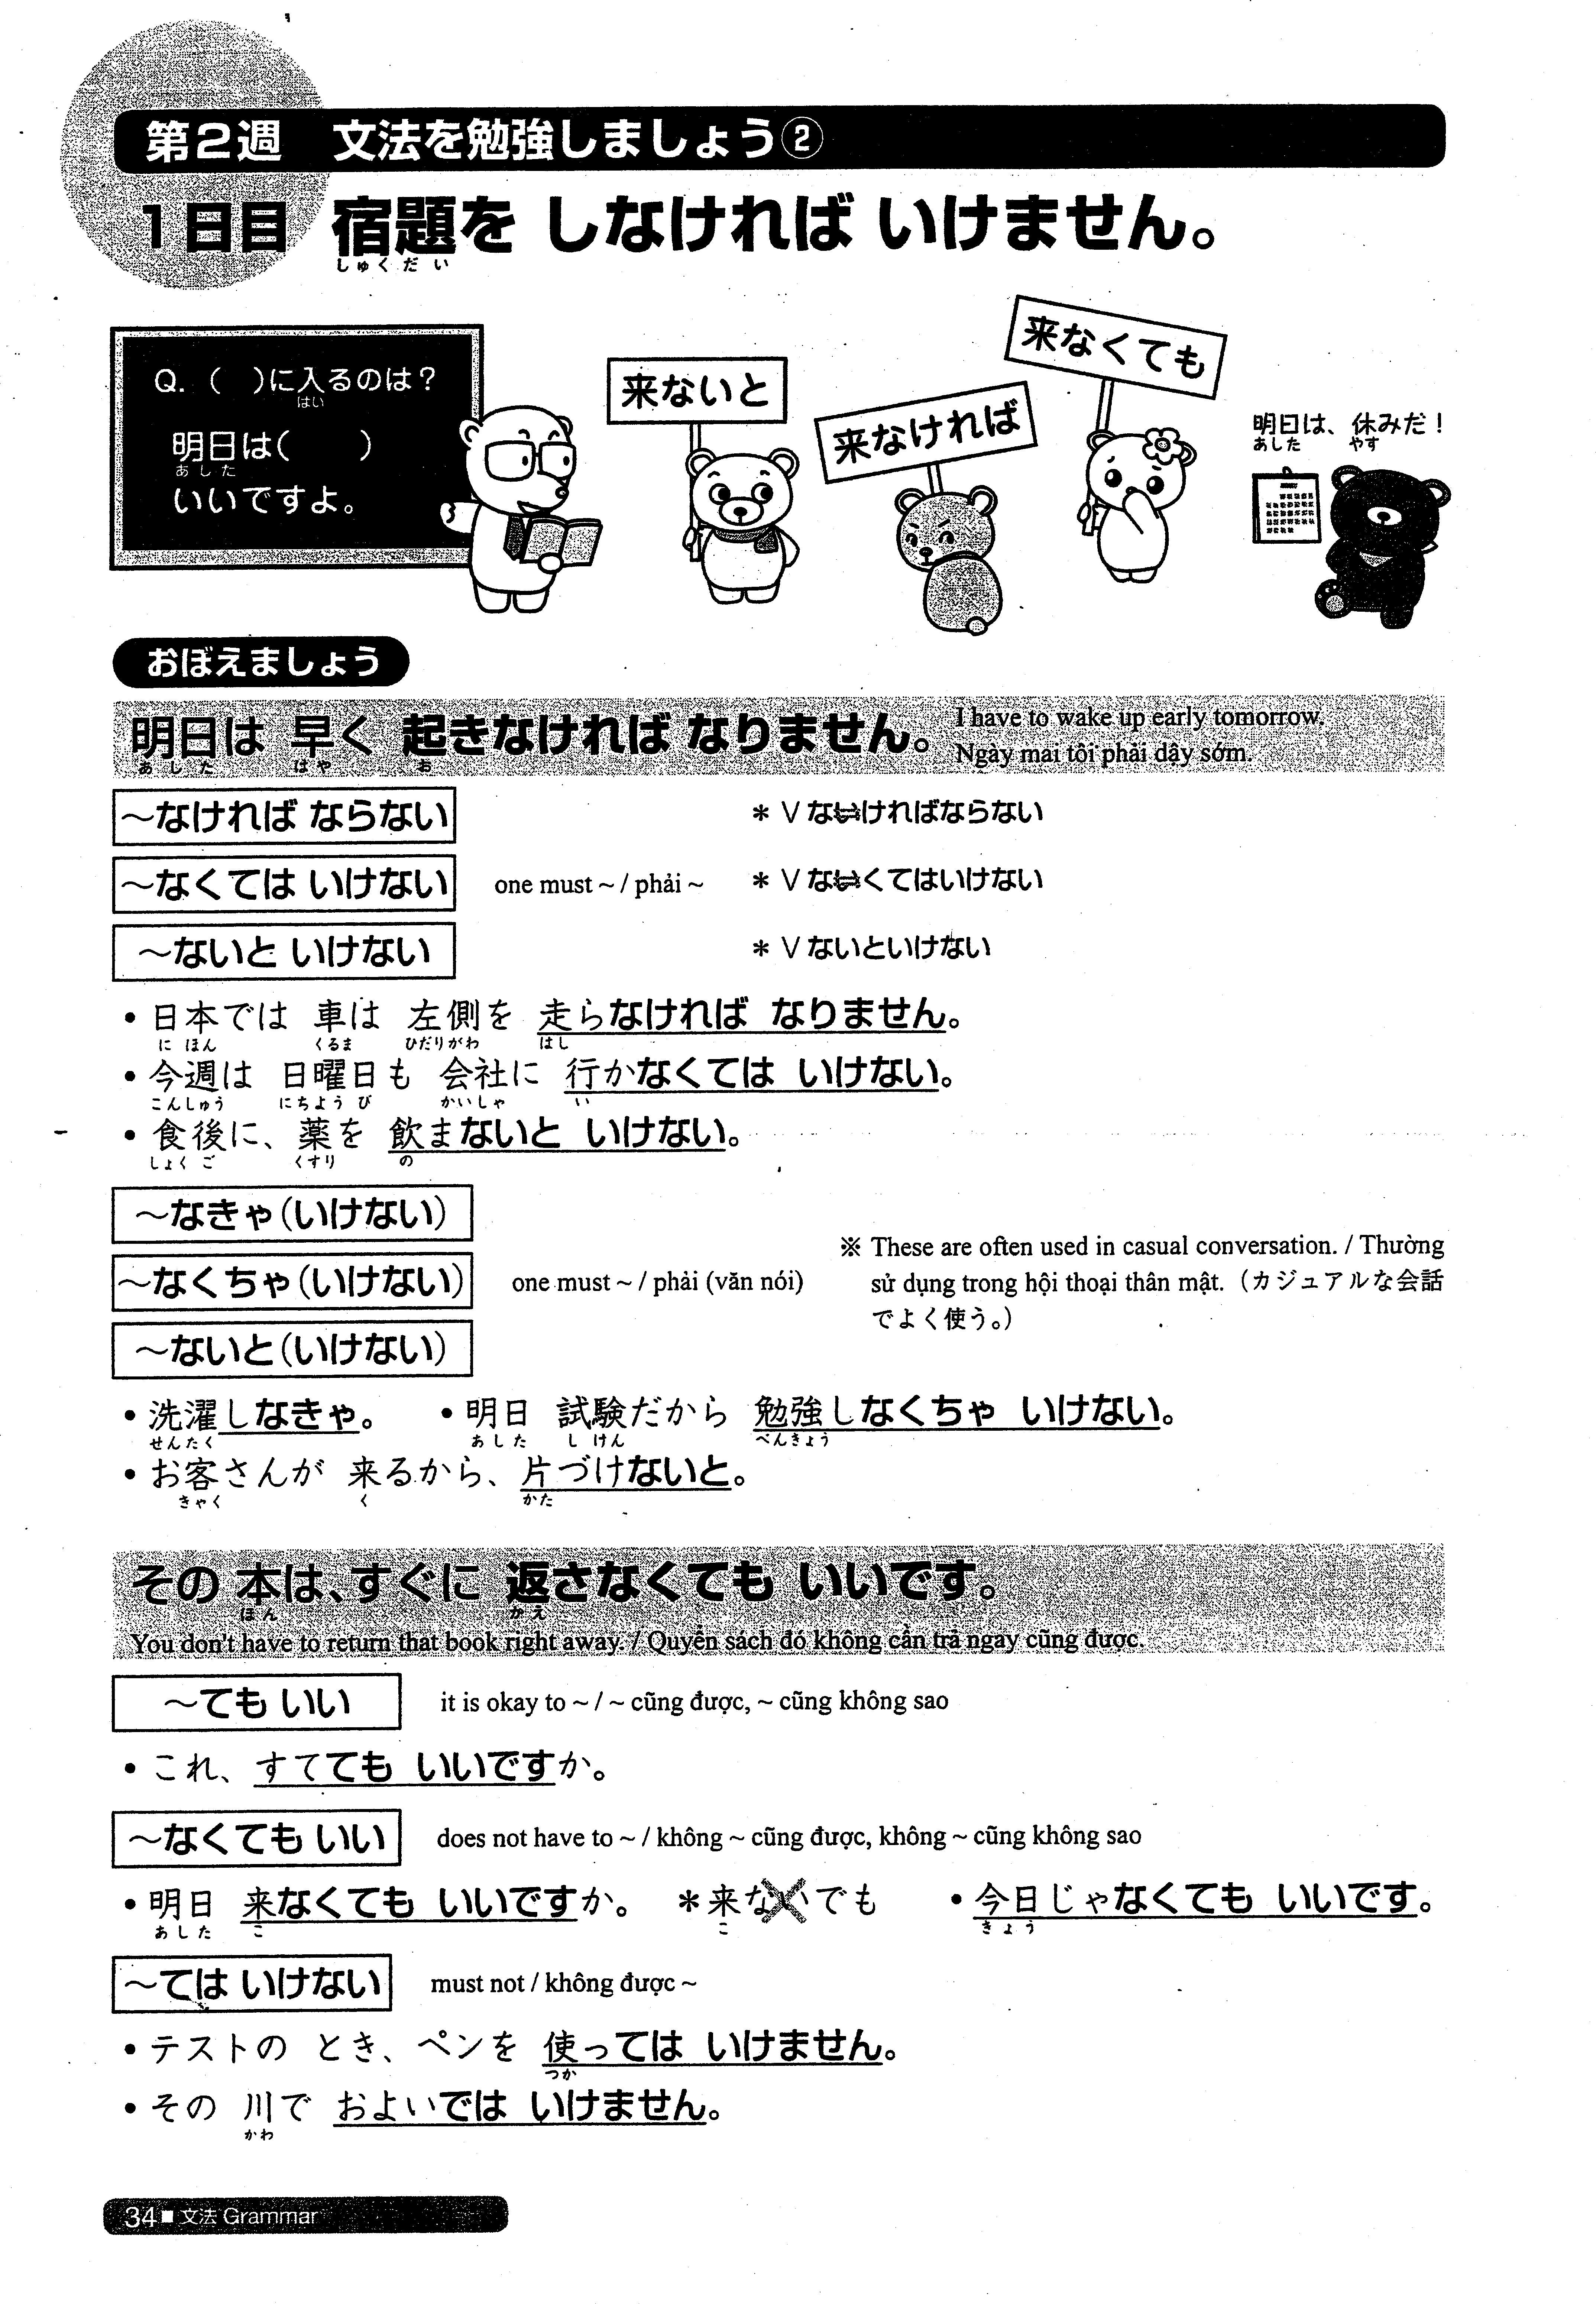 第2週 文法を勉強しましょう②
1日目 宿題を しなければ いけません。
しゅくだい
Q.( )に入るのは?
はい
明日は( )
あした
いいですよ。
来ないと
来なければ
来なくても
明日は、休みだ!
あした やす
おぼえましょう
明日は 早く 起きなければ なりません。
あした はや お
I have to wake up early tomorrow.
Ngày mai tôi phải dậy sớm.
~なければ ならない
*Vないければならない
~なくては いけない
one must ~ / phải ~
*Vないくてはいけない
~ないと いけない
*Vないといけない
・日本では 車は 左側を 走らなければ なりません。
にほん くるま ひだりがわ はし
・今週は 日曜日も 会社に 行かなくては いけない。
こんしゅう にちようび かいしゃ い
・食後に、薬を 飲まないと いけない。
しょくご くすり の
~なきゃ(いけない)
~なくちゃ(いけない)
one must ~ / phải (văn nói)
~ないと(いけない)
※ These are often used in casual conversation. / Thường
sử dụng trong hội thoại thân mật.(カジュアルな会話
でよく使う。)
・洗濯しなきゃ。 ・明日 試験だから 勉強しなくちゃ いけない。
せんたく あした しけん べんきょう
・お客さんが 来るから、片づけないと。
きゃく く かた
その 本は、すぐに 返さなくても いいです。
ほん かえ
You don't have to return that book right away. / Quyển sách đó không cần trả ngay cũng được.
~ても いい
it is okay to ~ / ~ cũng được, ~ cũng không sao
・これ、すてても いいですか。
~なくても いい
does not have to ~ / không ~ cũng được, không ~ cũng không sao
・明日 来なくても いいですか。 *来ないでも ・今日じゃなくても いいです。
あした こ こ きょう
~ては いけない
must not / không được ~
・テストの とき、ペンを 使っては いけません。
つか
・その 川で およいでは いけません。
かわ
34■文法 Grammar